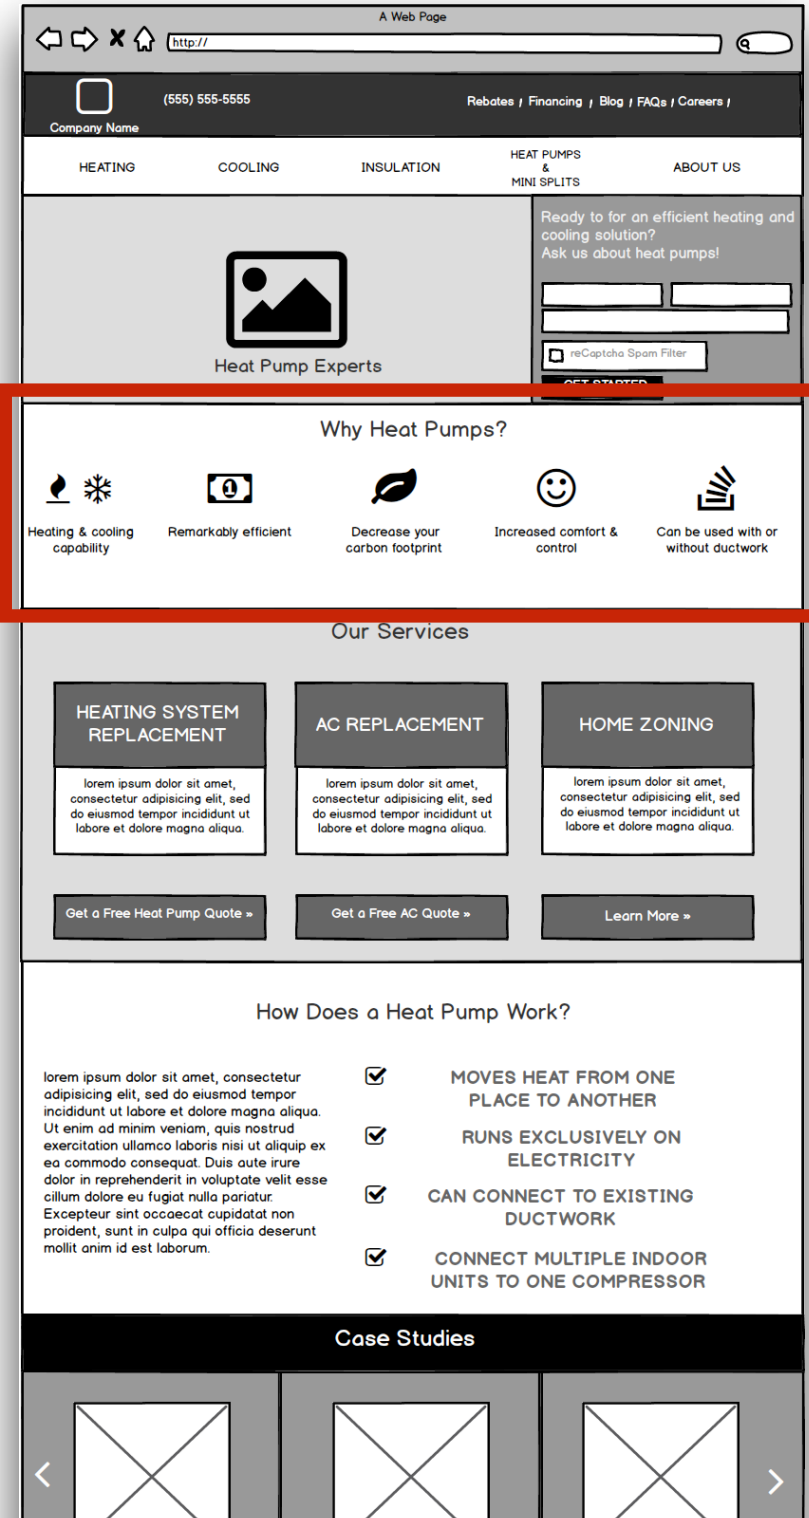 A Web Page
http://
(555) 555-5555
Rebates / Financing / Blog / FAQs / Careers /
Company Name
HEATING
COOLING
INSULATION
HEAT PUMPS
&
MINI SPLITS
ABOUT US
Heat Pump Experts
Ready to for an efficient heating and
cooling solution?
Ask us about heat pumps!
reCaptcha Spam Filter
GET STARTED
Why Heat Pumps?
Heating & cooling
capability
Remarkably efficient
Decrease your
carbon footprint
Increased comfort &
control
Can be used with or
without ductwork
Our Services
HEATING SYSTEM
REPLACEMENT
lorem ipsum dolor sit amet,
consectetur adipisicing elit, sed
do eiusmod tempor incididunt ut
labore et dolore magna aliqua.
Get a Free Heat Pump Quote »
AC REPLACEMENT
lorem ipsum dolor sit amet,
consectetur adipisicing elit, sed
do eiusmod tempor incididunt ut
labore et dolore magna aliqua.
Get a Free AC Quote »
HOME ZONING
lorem ipsum dolor sit amet,
consectetur adipisicing elit, sed
do eiusmod tempor incididunt ut
labore et dolore magna aliqua.
Learn More »
How Does a Heat Pump Work?
lorem ipsum dolor sit amet, consectetur
adipisicing elit, sed do eiusmod tempor
incididunt ut labore et dolore magna aliqua.
Ut enim ad minim veniam, quis nostrud
exercitation ullamco laboris nisi ut aliquip ex
ea commodo consequat. Duis aute irure
dolor in reprehenderit in voluptate velit esse
cillum dolore eu fugiat nulla pariatur.
Excepteur sint occaecat cupidatat non
proident, sunt in culpa qui officia deserunt
mollit anim id est laborum.
MOVES HEAT FROM ONE
PLACE TO ANOTHER
RUNS EXCLUSIVELY ON
ELECTRICITY
CAN CONNECT TO EXISTING
DUCTWORK
CONNECT MULTIPLE INDOOR
UNITS TO ONE COMPRESSOR
Case Studies